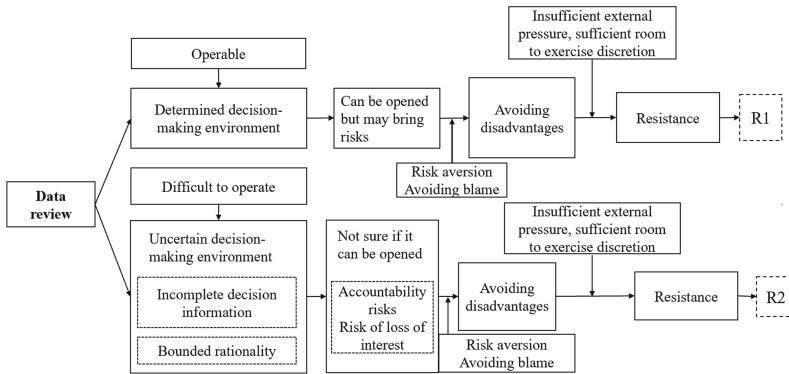 Operable
Insufficient external
pressure, sufficient room
to exercise discretion
Determined decision-
making environment
Can be opened
but may bring
risks
Avoiding
disadvantages
Resistance
R1
Risk aversion
Avoiding blame
Data
review
Difficult to operate
Uncertain decision-
making environment
Incomplete decision
information
Bounded rationality
Not sure if it
can be opened
Accountability
risks
Risk of loss of
interest
Avoiding
disadvantages
Insufficient external
pressure, sufficient room
to exercise discretion
Resistance
R2
Risk aversion
Avoiding blame